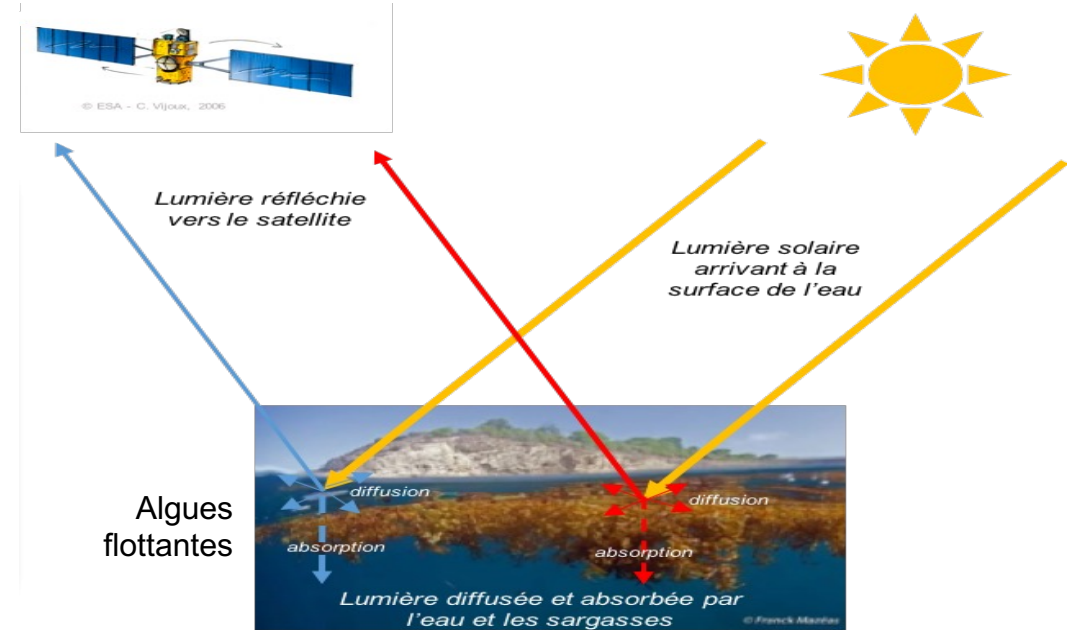 © ESA - C. Vijoux, 2006
Lumière réfléchie
vers le satellite
Lumière solaire
arrivant à la
surface de l'eau
Algues
flottantes
diffusion
diffusion
absorption
absorption
Lumière diffusée et absorbée par
l'eau et les sargasses
© Franck Mazéas